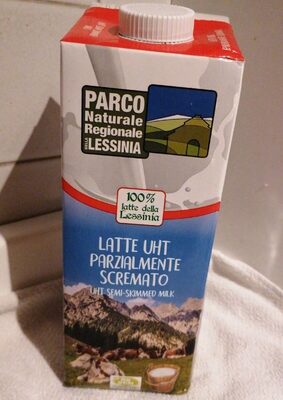 PARCO
Naturale
Regionale
DELLA
LESSINIA
100%
latte della
Lessinia
LATTE UHT
PARZIALMENTE
SCREMATO
UHT SEMI-SKIMMED MILK